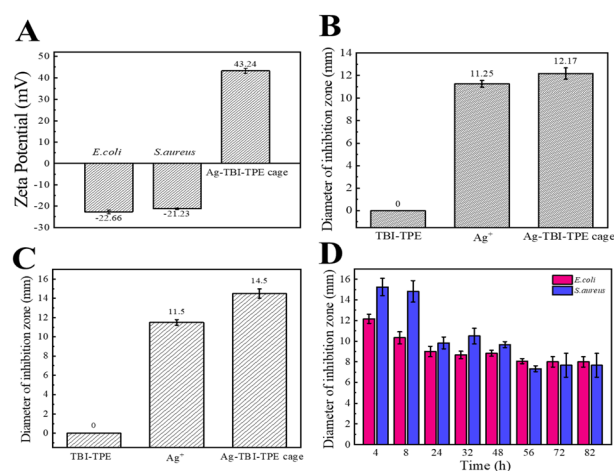 A
Zeta Potential (mV)
50
40
30
20
10
0
-10
-20
-30
43.24
E.coli
S.aureus
Ag-TBI-TPE cage
-22.66
-21.23
B
Diameter of inhibition zone (mm)
14
12
10
8
6
4
2
0
0
11.25
12.17
TBI-TPE
Ag⁺
Ag-TBI-TPE cage
C
Diameter of inhibition zone (mm)
16
14
12
10
8
6
4
2
0
0
11.5
14.5
TBI-TPE
Ag⁺
Ag-TBI-TPE cage
D
Diameter of inhibition zone (mm)
16
14
12
10
8
6
4
2
0
E.coli
S.aureus
4 8 24 32 48 56 72 82
Time (h)